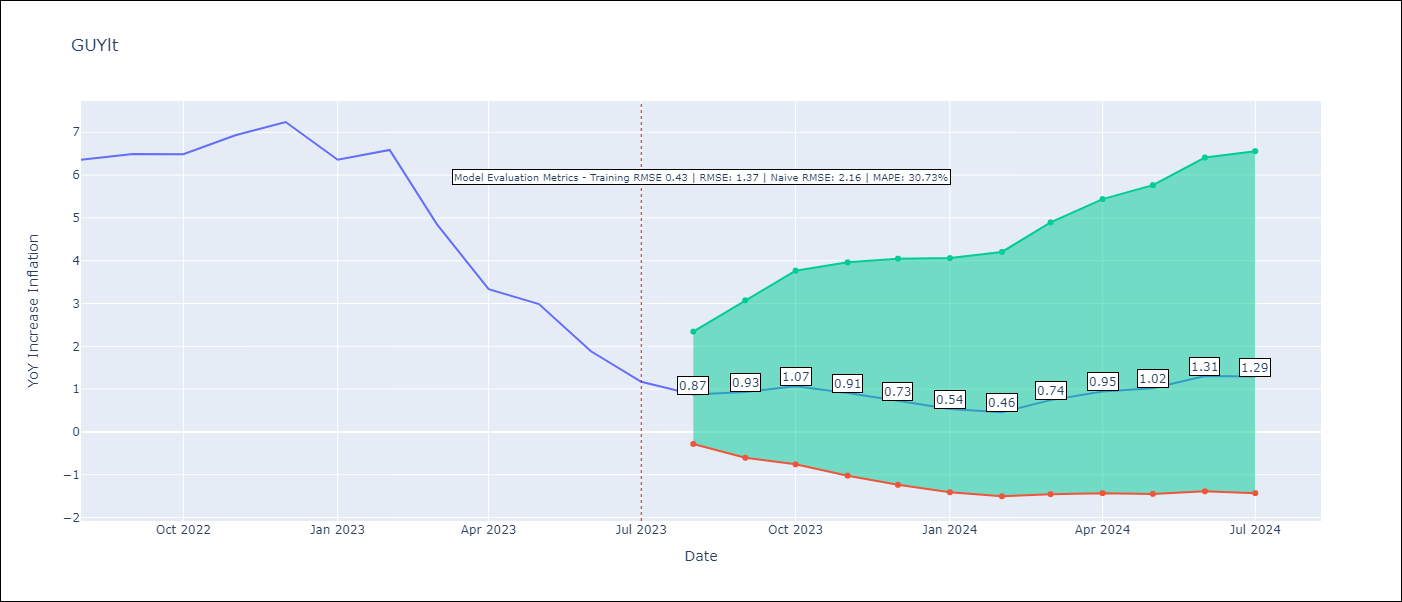 GUYlt
7
6
5
4
3
2
1
0
−1
−2
YoY Increase Inflation
Model Evaluation Metrics - Training RMSE 0.43 | RMSE: 1.37 | Naive RMSE: 2.16 | MAPE: 30.73%
0.87
0.93
1.07
0.91
0.73
0.54
0.46
0.74
0.95
1.02
1.31
1.29
Oct 2022
Jan 2023
Apr 2023
Jul 2023
Oct 2023
Jan 2024
Apr 2024
Jul 2024
Date